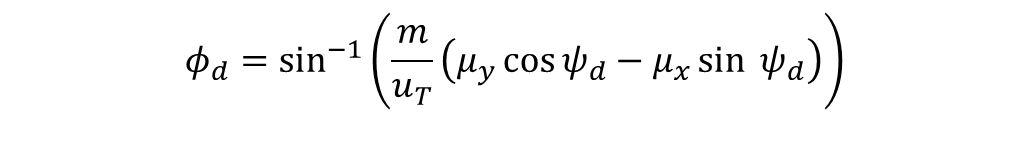 ϕ_d = sin⁻¹(m/u_T (μ_y cos ψ_d − μ_x sin ψ_d))